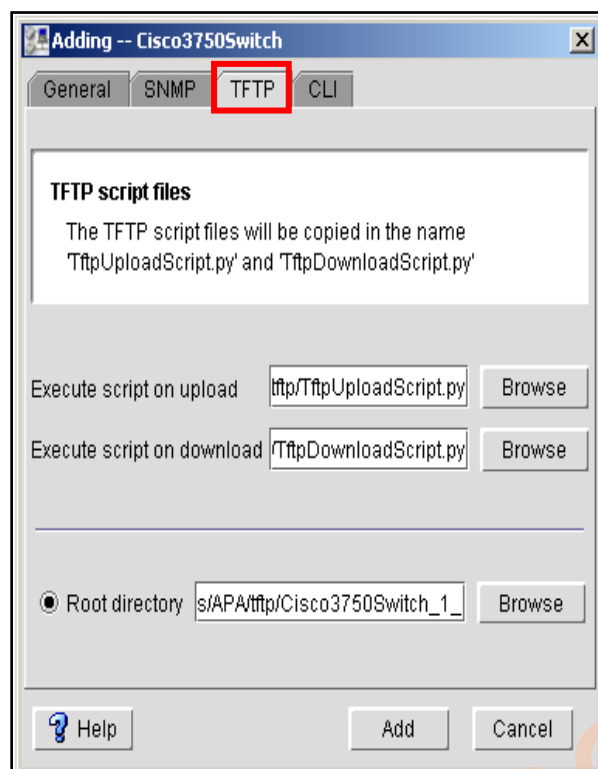 Adding -- Cisco3750Switch
General SNMP TFTP CLI
TFTP script files
The TFTP script files will be copied in the name
'TftpUploadScript.py' and 'TftpDownloadScript.py'
Execute script on upload tftp/TftpUploadScript.py Browse
Execute script on download /TftpDownloadScript.py Browse
Root directory s/APA/tftp/Cisco3750Switch_1_ Browse
Help Add Cancel